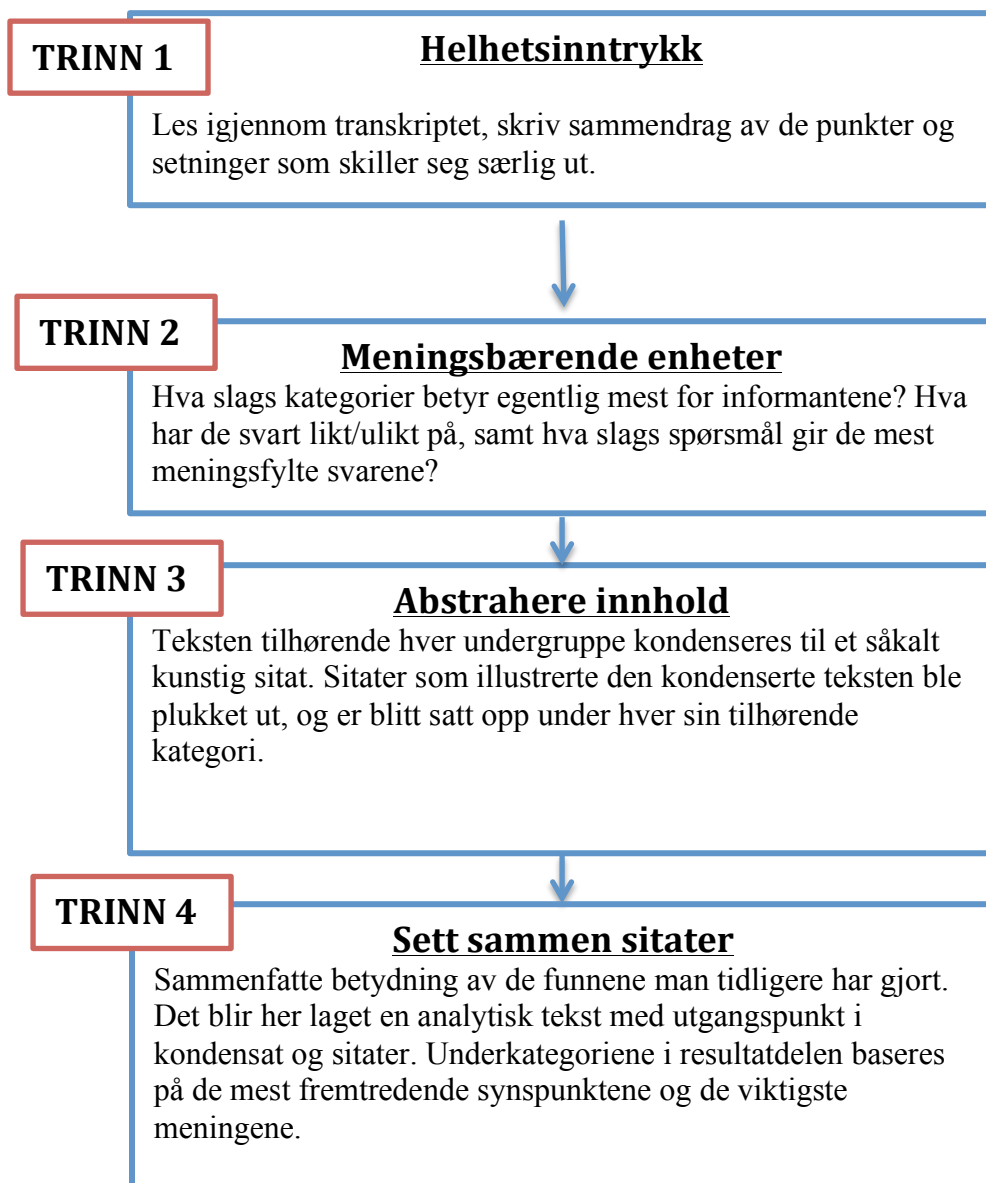 TRINN 1
Helhetsinntrykk
Les igjennom transkriptet, skriv sammendrag av de punkter og
setninger som skiller seg særlig ut.
TRINN 2
Meningsbærende enheter
Hva slags kategorier betyr egentlig mest for informantene? Hva
har de svart likt/ulikt på, samt hva slags spørsmål gir de mest
meningsfylte svarene?
TRINN 3
Abstrahere innhold
Teksten tilhørende hver undergruppe kondenseres til et såkalt
kunstig sitat. Sitater som illustrerte den kondenserte teksten ble
plukket ut, og er blitt satt opp under hver sin tilhørende
kategori.
TRINN 4
Sett sammen sitater
Sammenfatte betydning av de funnene man tidligere har gjort.
Det blir her laget en analytisk tekst med utgangspunkt i
kondensat og sitater. Underkategoriene i resultatdelen baseres
på de mest fremtredende synspunktene og de viktigste
meningene.